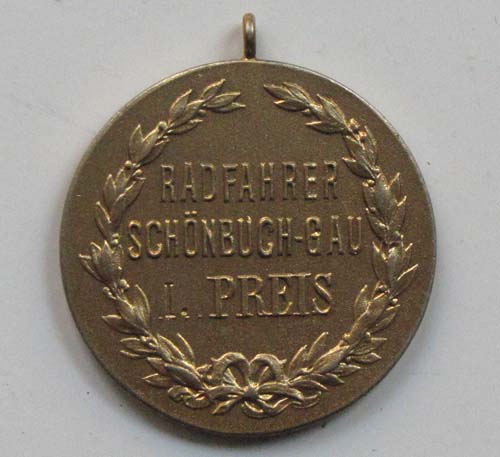 RADFAHRER
SCHÖNBUCH-GAU
I. PREIS